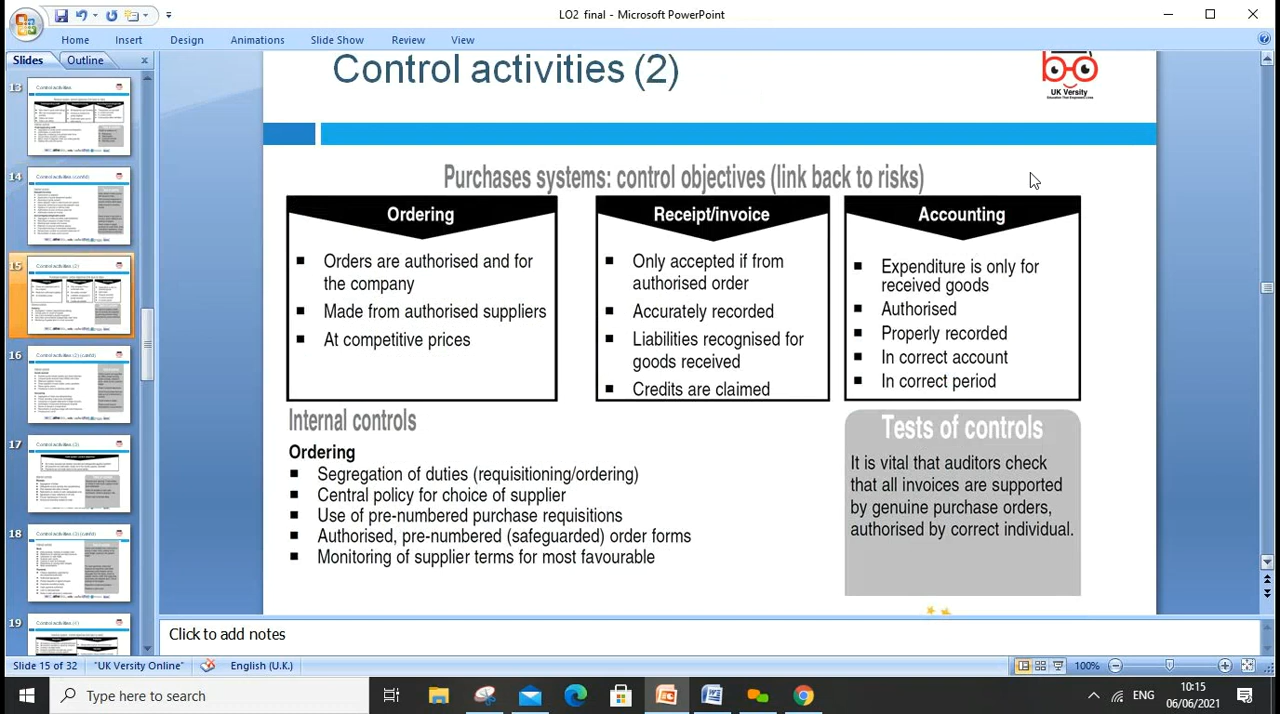 LO2 final - Microsoft PowerPoint
Home Insert Design Animations Slide Show Review View
Slides Outline
13
14
15
16
17
18
19
Control activities (2)
UK Versity
Purchases systems: control objectives (link back to risks)
Ordering
Orders are authorised and for
the company
Made from authorised suppliers
At competitive prices
Receipt/invoice
Only accepted if from
authorised order
Accurately recorded
Liabilities recognised for
goods received
Credits are claimed
Accounting
Expenditure is only for
received goods
Authorised
Properly recorded
In correct account
In correct period
Internal controls
Ordering
Segregation of duties (requisitioning/ordering)
Central policy for choice of supplier
Use of pre-numbered purchase requisitions
Authorised, pre-numbered (safeguarded) order forms
Monitoring of supplier terms for most favourable
Tests of controls
It is vital that auditors check
that all invoices are supported
by genuine purchase orders,
authorised by correct individual.
Click to add notes
Slide 15 of 32 "UK Versity Online" English (U.K.) 100%
Type here to search
ENG
10:15
06/06/2021